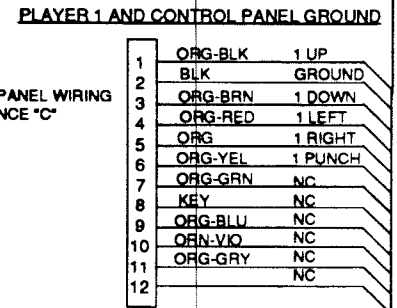 PLAYER 1 AND CONTROL PANEL GROUND
ORG-BLK 1 UP
1
BLK GROUND
2
PANEL WIRING
ORG-BRN 1 DOWN
3
NCE "C"
ORG-RED 1 LEFT
4
ORG 1 RIGHT
5
ORG-YEL 1 PUNCH
6
ORG-GRN NC
7
KEY NC
8
ORG-BLU NC
9
ORN-VIO NC
10
ORG-GRY NC
11
NC
12